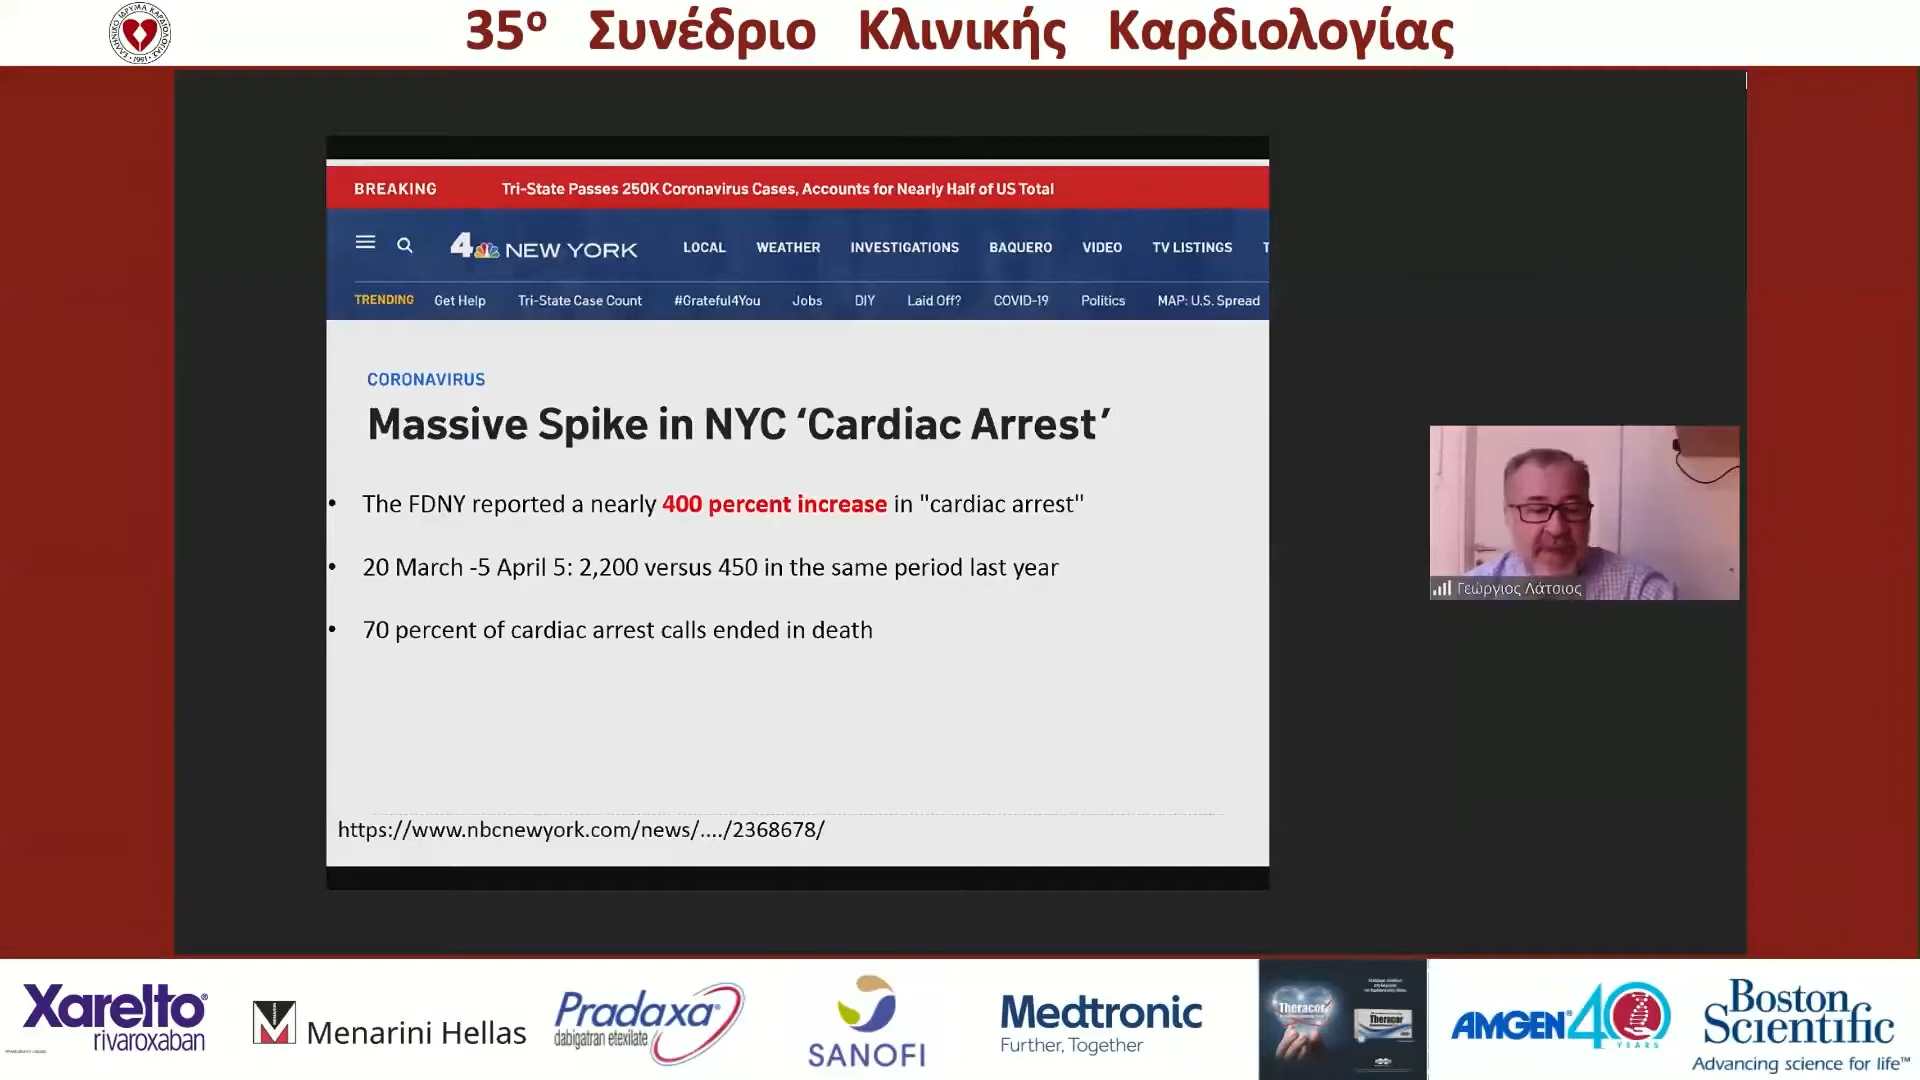 35ο Συνέδριο Κλινικής Καρδιολογίας
BREAKING Tri-State Passes 250K Coronavirus Cases, Accounts for Nearly Half of US Total
4 NEW YORK LOCAL WEATHER INVESTIGATIONS BAQUERO VIDEO TV LISTINGS T
TRENDING Get Help Tri-State Case Count #Grateful4You Jobs DIY Laid Off? COVID-19 Politics MAP: U.S. Spread
CORONAVIRUS
Massive Spike in NYC ‘Cardiac Arrest’
• The FDNY reported a nearly 400 percent increase in "cardiac arrest"
• 20 March -5 April 5: 2,200 versus 450 in the same period last year
• 70 percent of cardiac arrest calls ended in death
https://www.nbcnewyork.com/news/..../2368678/
Γεώργιος Λάτσιος
Xarelto®
rivaroxaban
Menarini Hellas
Pradaxa®
dabigatran etexilate
SANOFI
Medtronic
Further, Together
Theracor
Theracor
AMGEN® 40
YEARS
Boston
Scientific
Advancing science for life™